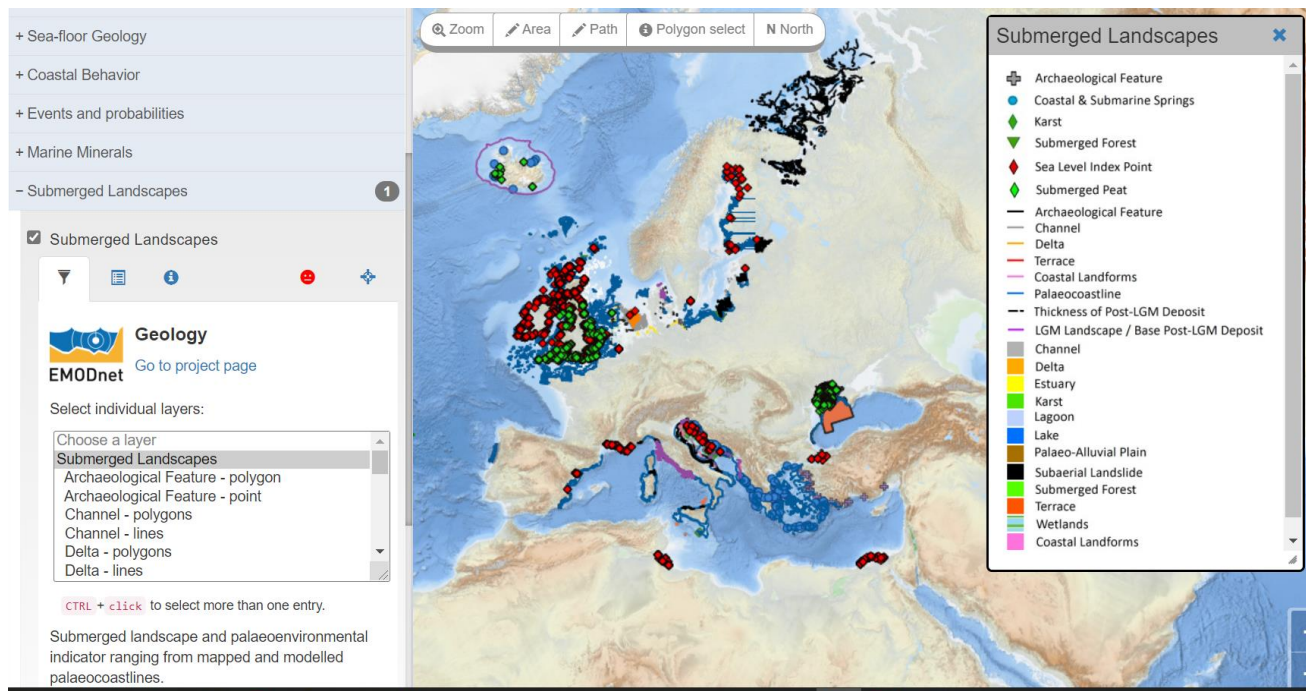 + Sea-floor Geology
+ Coastal Behavior
+ Events and probabilities
+ Marine Minerals
− Submerged Landscapes 1
Submerged Landscapes
Geology
EMODnet
Go to project page
Select individual layers:
Choose a layer
Submerged Landscapes
Archaeological Feature - polygon
Archaeological Feature - point
Channel - polygons
Channel - lines
Delta - polygons
Delta - lines
CTRL + click to select more than one entry.
Submerged landscape and palaeoenvironmental
indicator ranging from mapped and modelled
palaeocoastlines.
Zoom Area Path Polygon select N North
Submerged Landscapes
Archaeological Feature
Coastal & Submarine Springs
Karst
Submerged Forest
Sea Level Index Point
Submerged Peat
Archaeological Feature
Channel
Delta
Terrace
Coastal Landforms
Palaeocoastline
Thickness of Post-LGM Deposit
LGM Landscape / Base Post-LGM Deposit
Channel
Delta
Estuary
Karst
Lagoon
Lake
Palaeo-Alluvial Plain
Subaerial Landslide
Submerged Forest
Terrace
Wetlands
Coastal Landforms